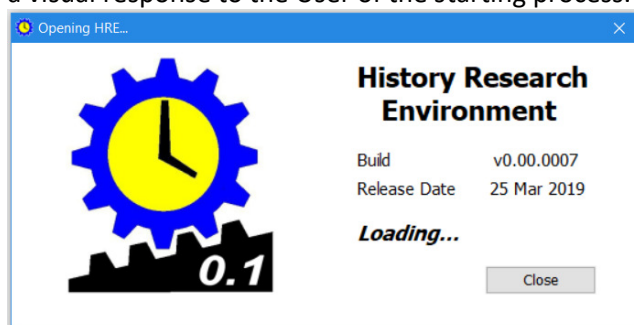 a visual response to the User of the starting process.
Opening HRE...
History Research
Environment
Build v0.00.0007
Release Date 25 Mar 2019
Loading...
0.1
Close